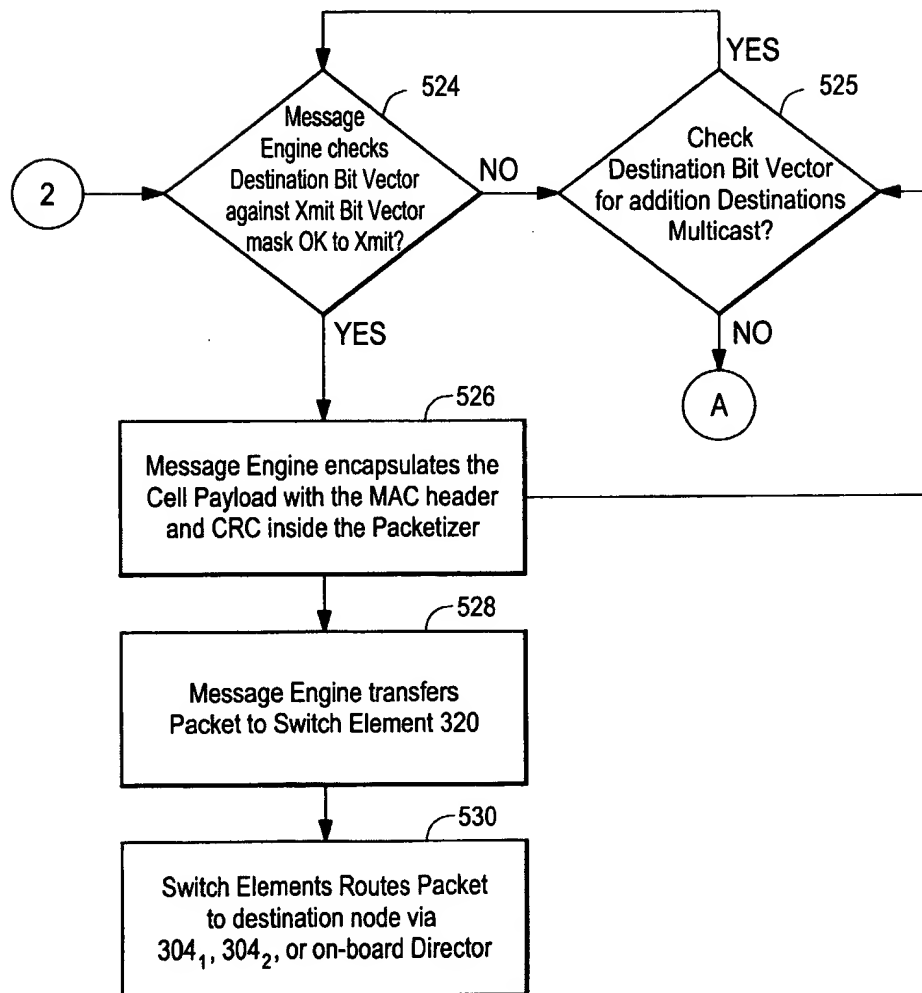 YES
524
525
Message
Engine checks
Destination Bit Vector
against Xmit Bit Vector
mask OK to Xmit?
Check
Destination Bit Vector
for addition Destinations
Multicast?
2
NO
YES
NO
A
526
Message Engine encapsulates the
Cell Payload with the MAC header
and CRC inside the Packetizer
528
Message Engine transfers
Packet to Switch Element 320
530
Switch Elements Routes Packet
to destination node via
304₁, 304₂, or on-board Director